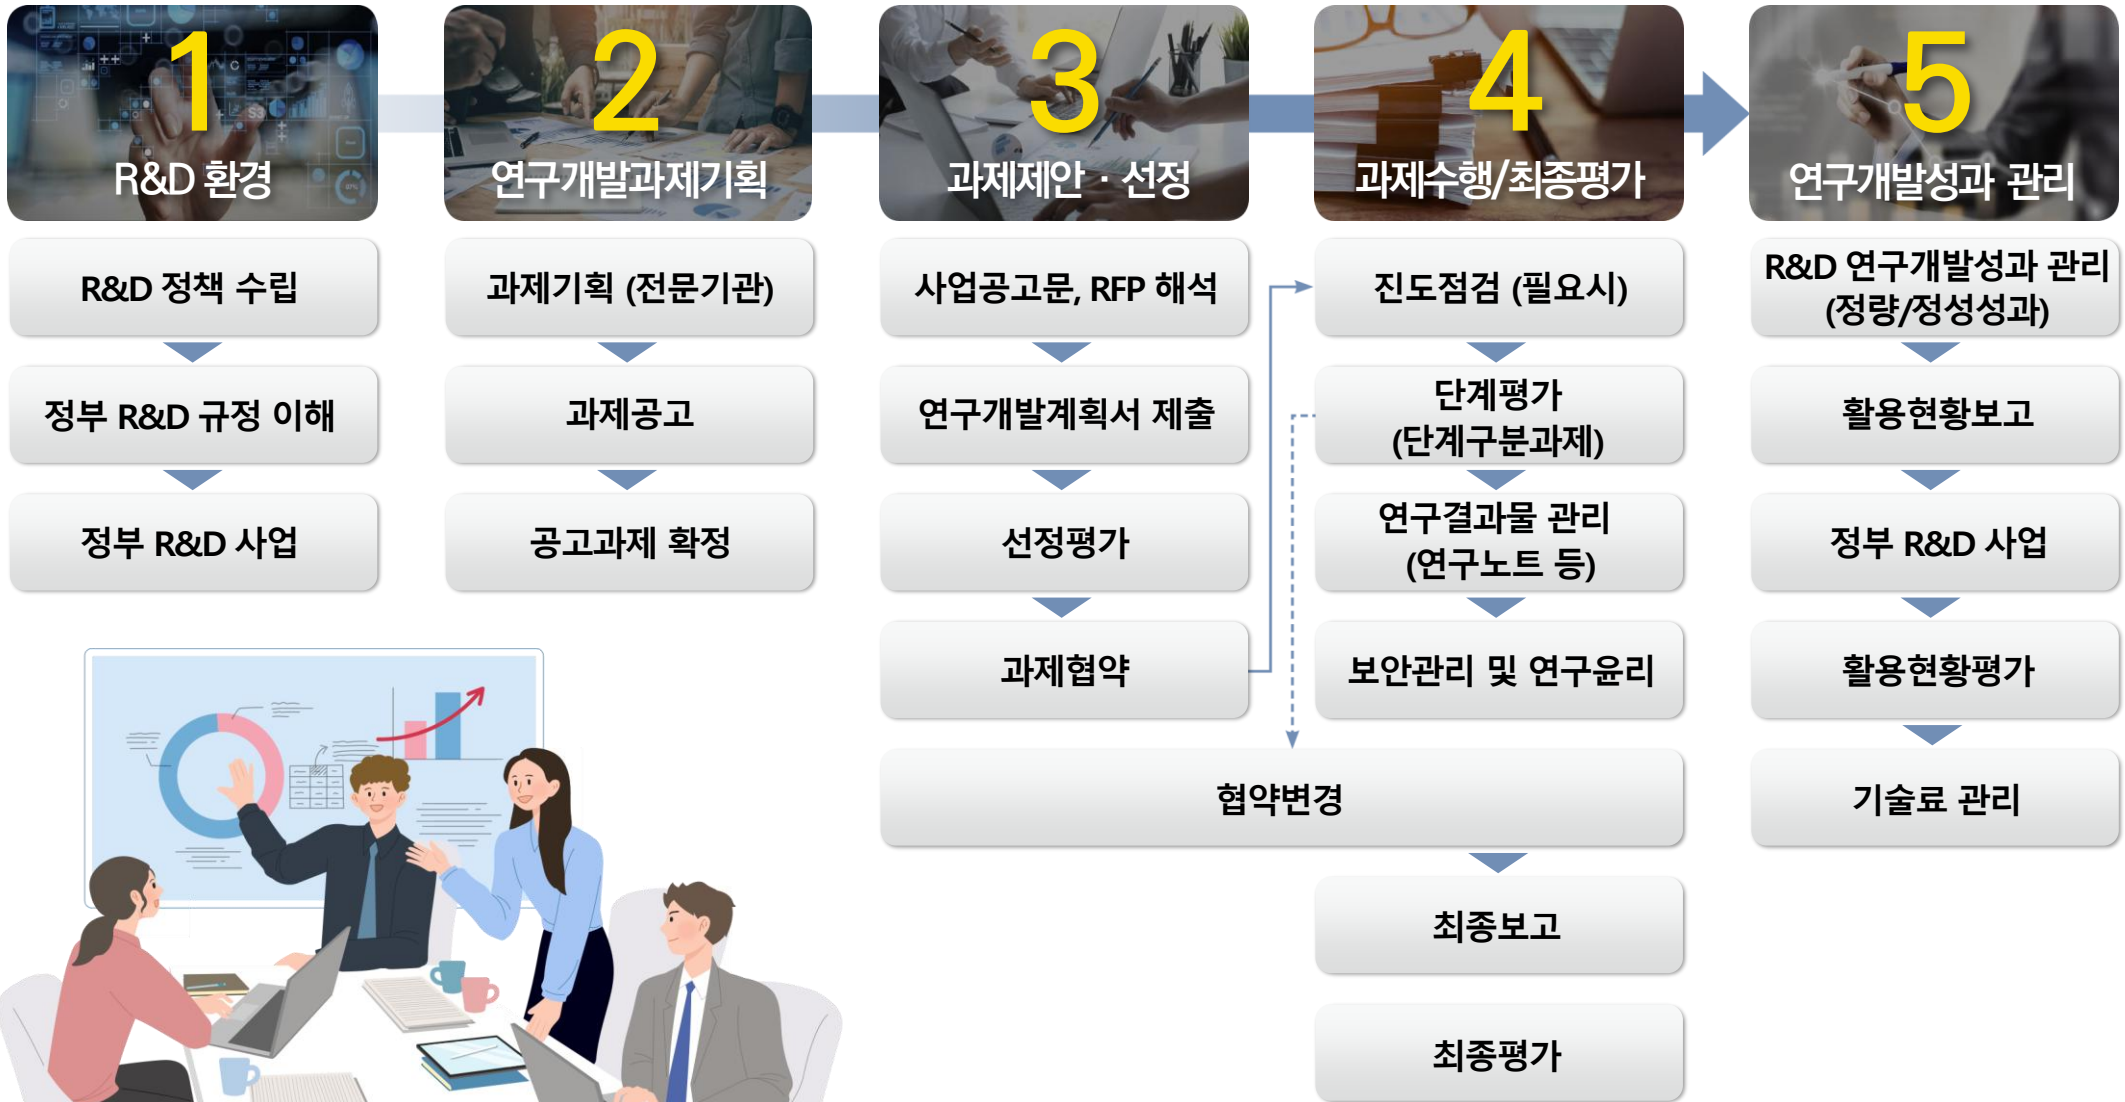 1
R&D 환경
R&D 정책 수립
정부 R&D 규정 이해
정부 R&D 사업
2
연구개발과제기획
과제기획 (전문기관)
과제공고
공고과제 확정
3
과제제안 · 선정
사업공고문, RFP 해석
연구개발계획서 제출
선정평가
과제협약
4
과제수행/최종평가
진도점검 (필요시)
단계평가
(단계구분과제)
연구결과물 관리
(연구노트 등)
보안관리 및 연구윤리
협약변경
최종보고
최종평가
5
연구개발성과 관리
R&D 연구개발성과 관리
(정량/정성성과)
활용현황보고
정부 R&D 사업
활용현황평가
기술료 관리